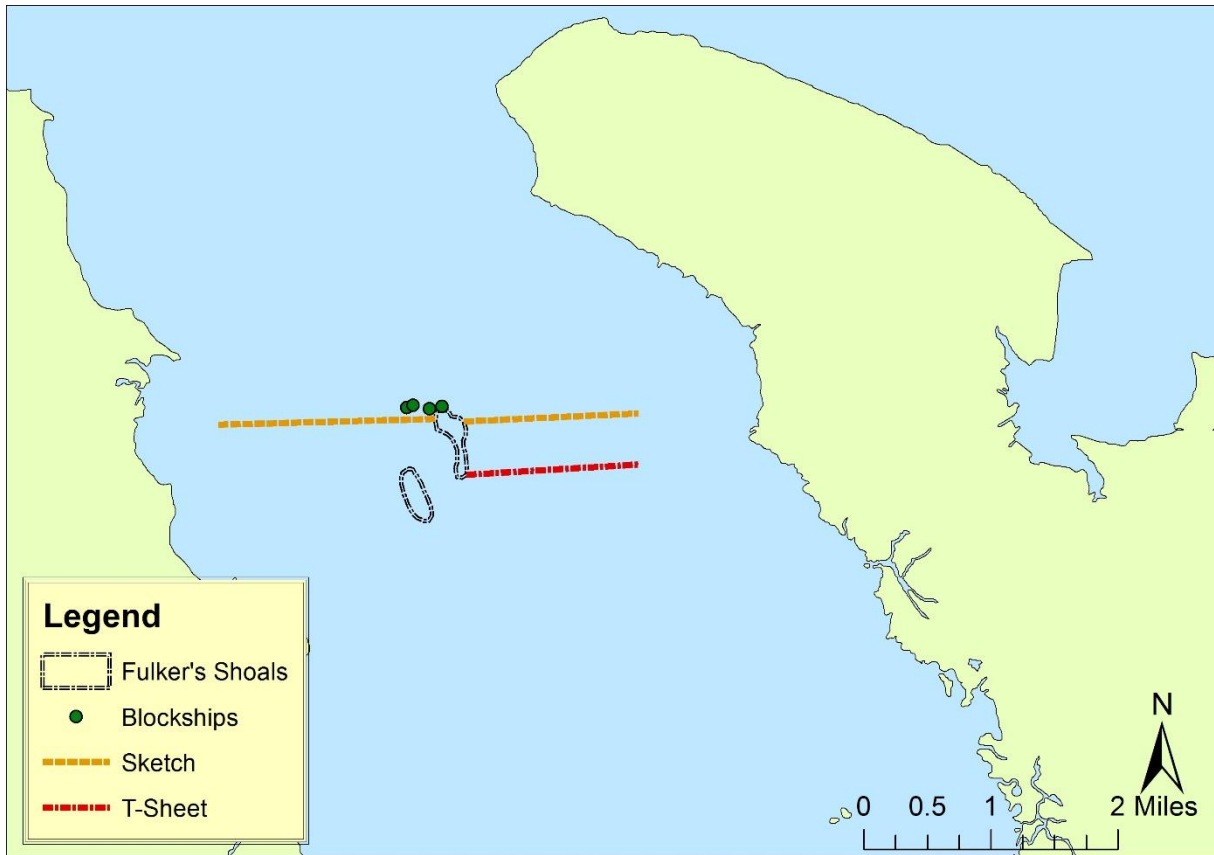 Legend
Fulker's Shoals
Blockships
Sketch
T-Sheet
N
0 0.5 1 2 Miles